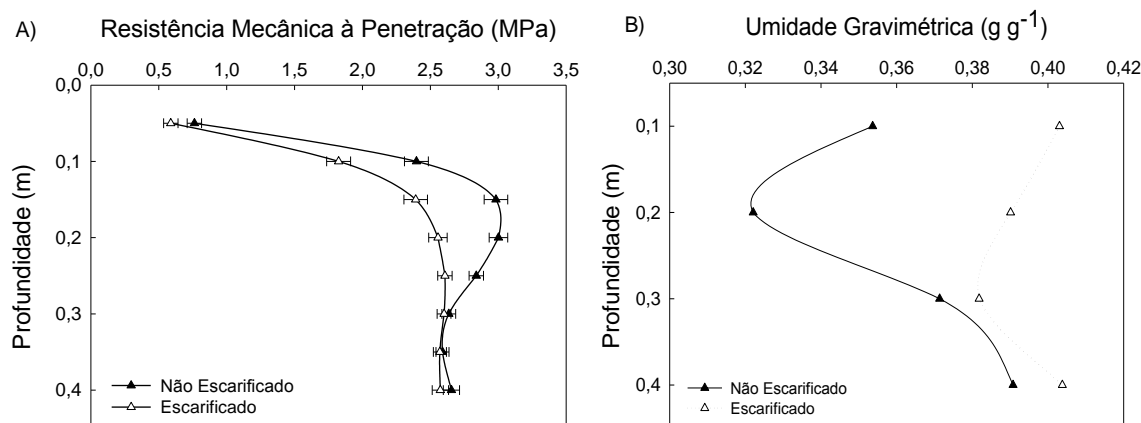 A) Resistência Mecânica à Penetração (MPa)
0,0 0,5 1,0 1,5 2,0 2,5 3,0 3,5
Profundidade (m)
0,0
0,1
0,2
0,3
0,4
Não Escarificado
Escarificado
B) Umidade Gravimétrica (g g⁻¹)
0,30 0,32 0,34 0,36 0,38 0,40 0,42
Profundidade (m)
0,1
0,2
0,3
0,4
Não Escarificado
Escarificado